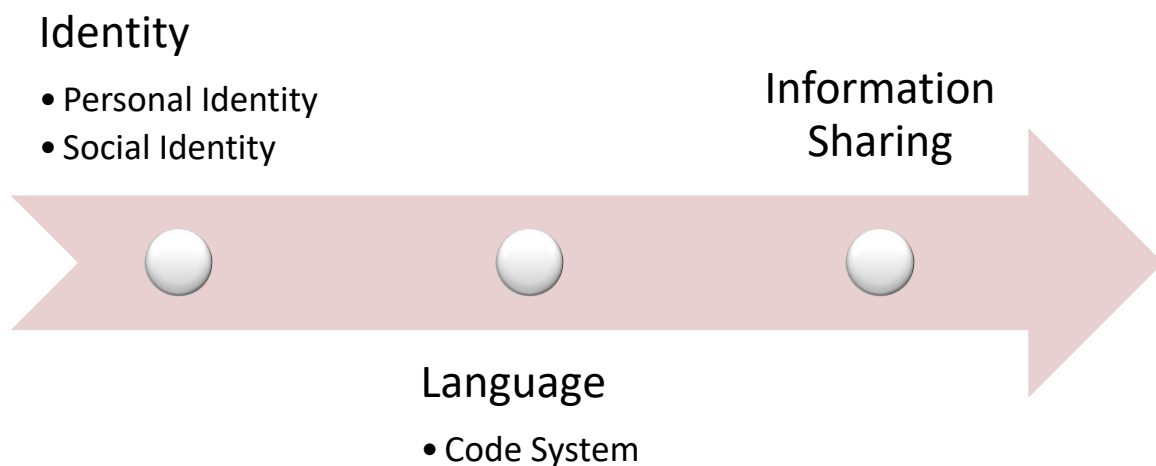 Identity
• Personal Identity
• Social Identity
Information
Sharing
Language
• Code System